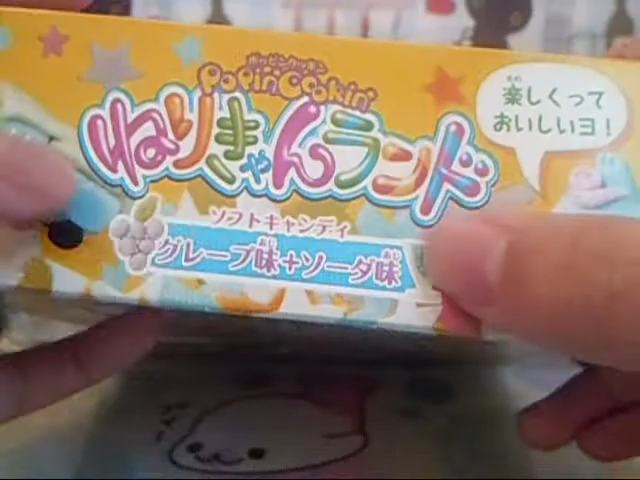 ポッピンクッキン
Popin'Cookin'
ねりきゃんランド
楽しくって
おいしいヨ!
ソフトキャンディ
グレープ味+ソーダ味